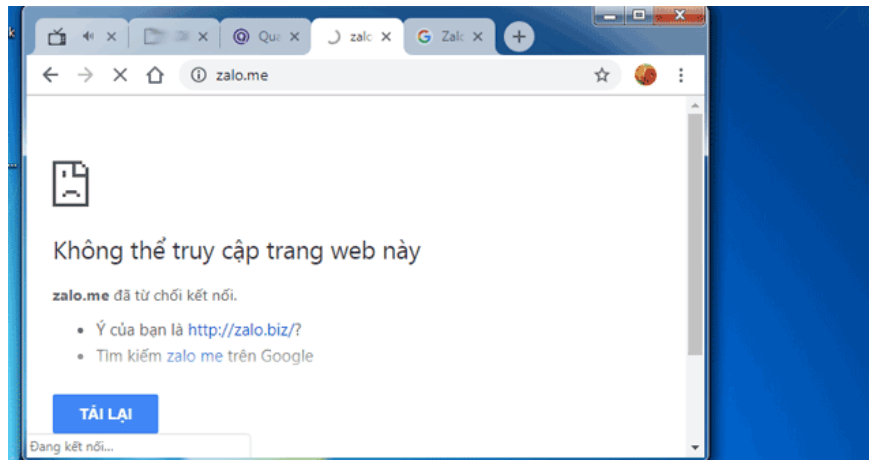 Qua zalc Zalc
zalo.me
Không thể truy cập trang web này
zalo.me đã từ chối kết nối.
Ý của bạn là http://zalo.biz/?
Tìm kiếm zalo me trên Google
TẢI LẠI
Đang kết nối...